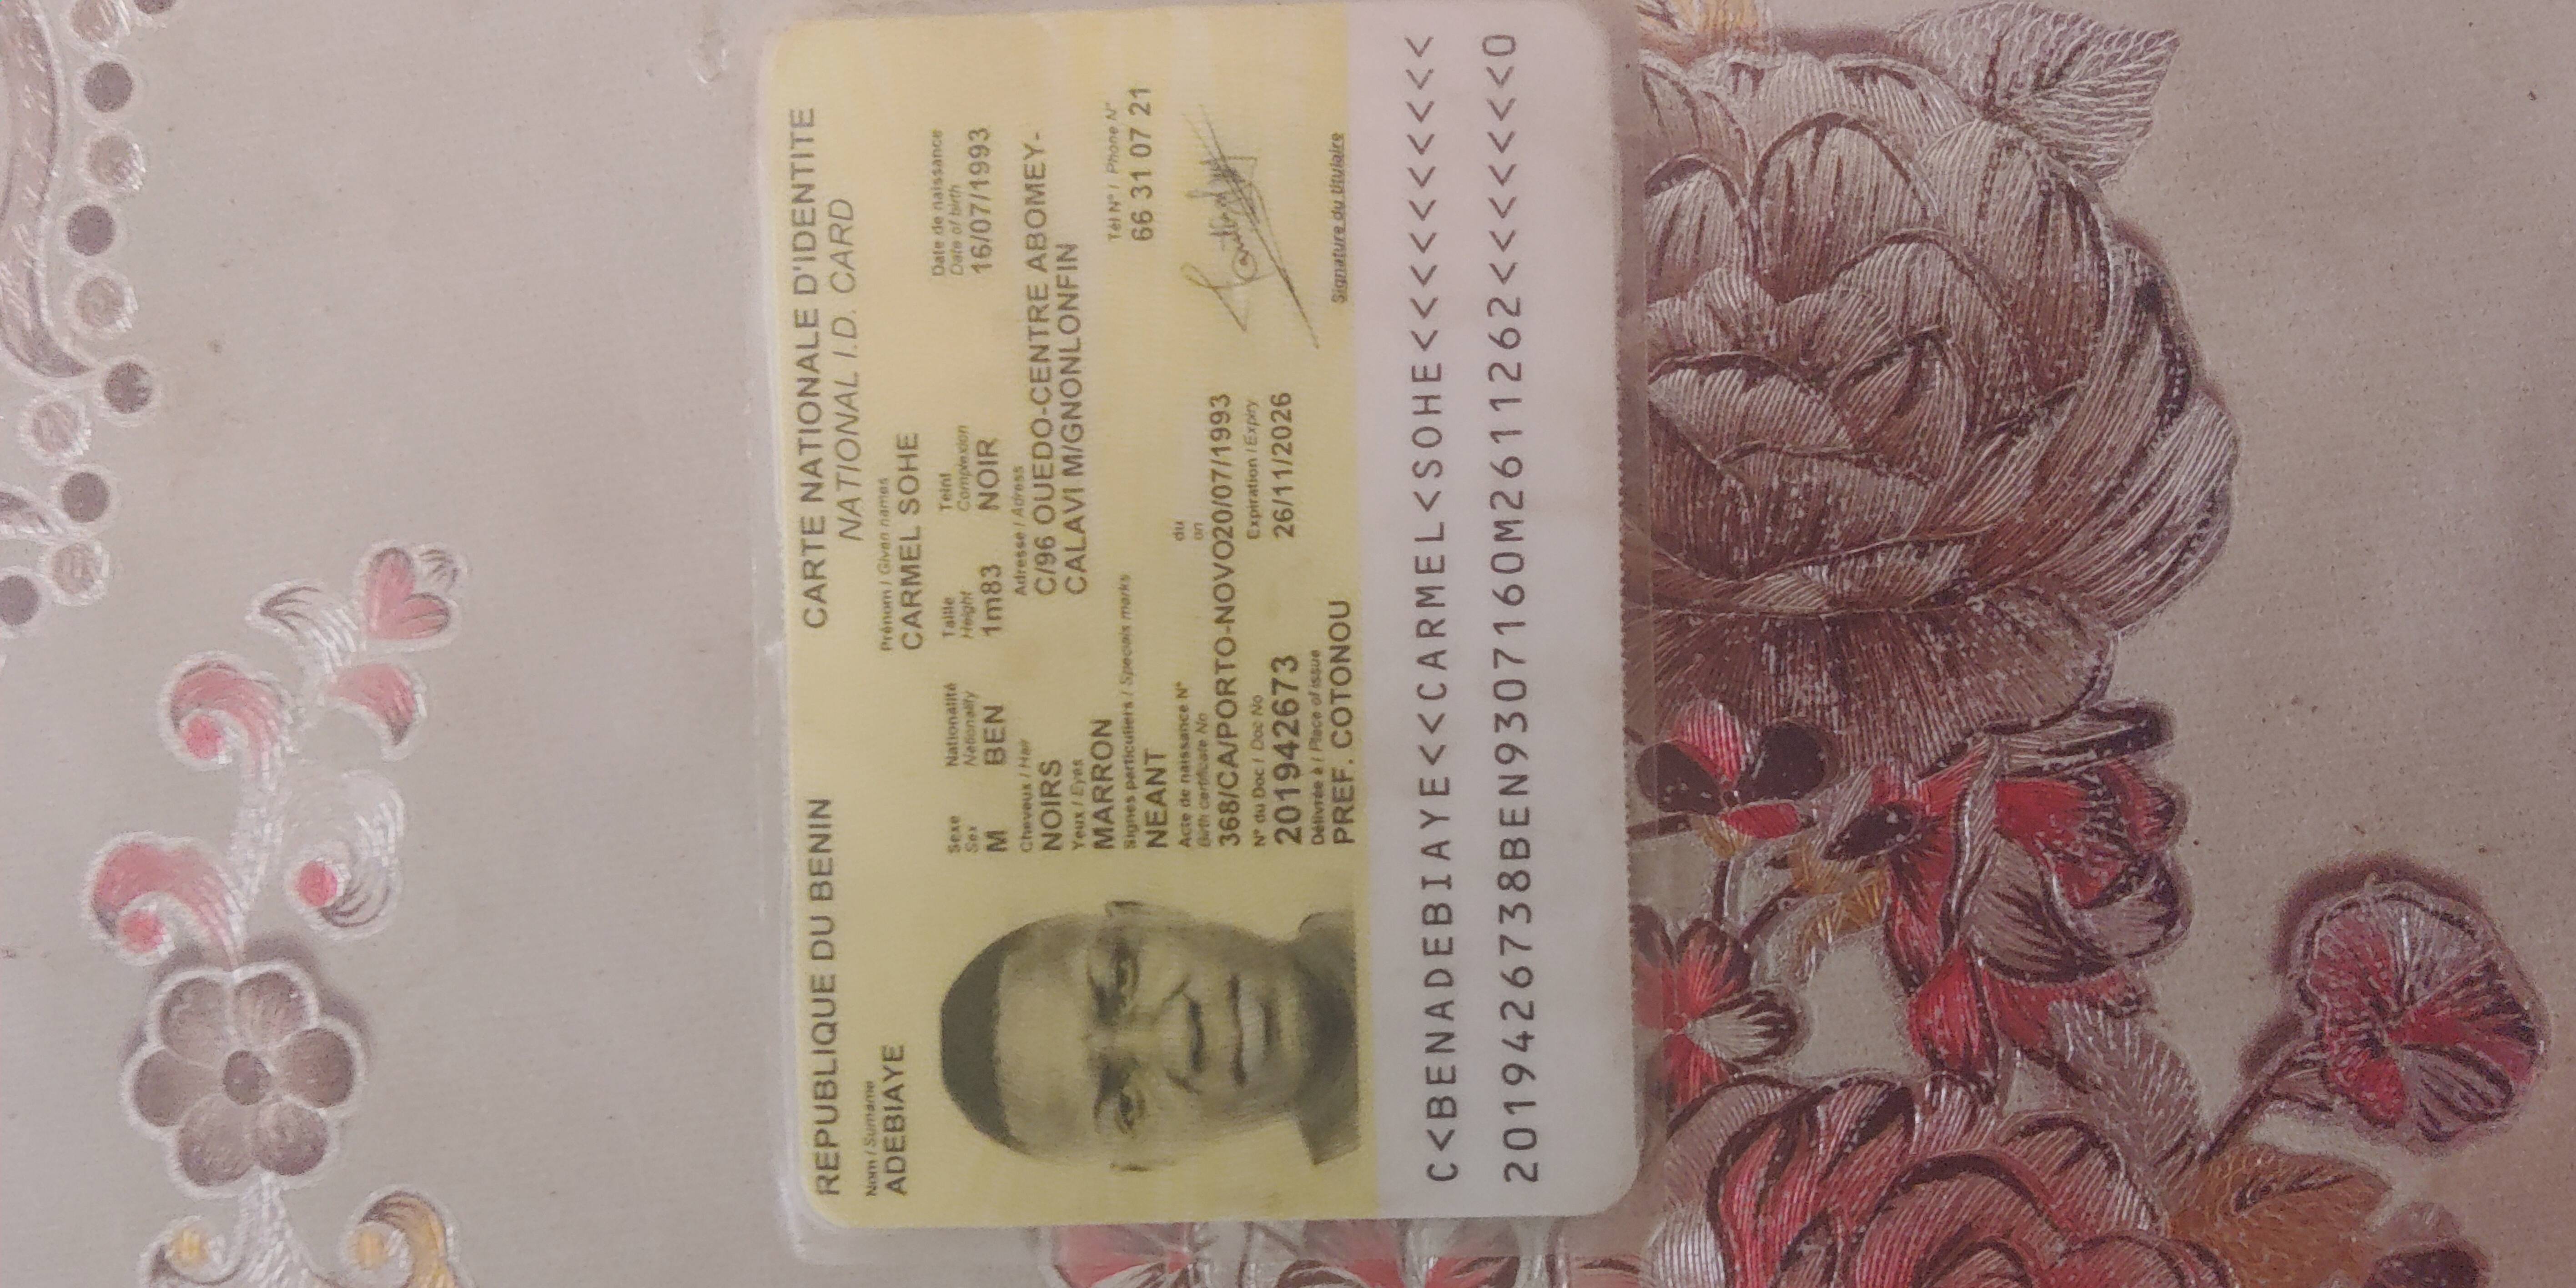 REPUBLIQUE DU BENIN CARTE NATIONALE D'IDENTITE
NATIONAL I.D. CARD
Nom / Surname Prénom / Given names
ADEBIAYE CARMEL SOHE
Sexe Nationalité Taille Teint Date de naissance
Sex Nationality Height Complexion Date of birth
M BEN 1m83 NOIR 16/07/1993
Cheveux / Hair Adresse / Adress
NOIRS C/96 OUEDO-CENTRE ABOMEY-
Yeux / Eyes CALAVI M/GNONLONFIN
MARRON
Signes particuliers / Specials marks Tél N° / Phone N°
NEANT 66 31 07 21
Acte de naissance N° du
Birth certificate No on
368/CA/PORTO-NOVO20/07/1993
N° du Doc / Doc No Expiration / Expiry
201942673 26/11/2026
Délivrée à / Place of issue Signature du titulaire
PREF. COTONOU
C<BENADEBIAYE<<CARMEL<SOHE<<<<<<<<<<
2019426738BEN9307160M2611262<<<<<<<0